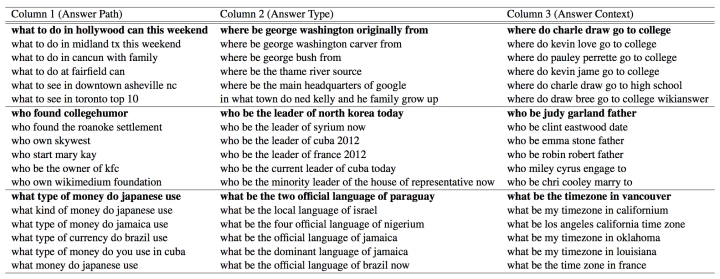 Column 1 (Answer Path) Column 2 (Answer Type) Column 3 (Answer Context)
what to do in hollywood can this weekend where be george washington originally from where do charle draw go to college
what to do in midland tx this weekend where be george washington carver from where do kevin love go to college
what to do in cancun with family where be george bush from where do pauley perrette go to college
what to do at fairfield can where be the thame river source where do kevin jame go to college
what to see in downtown asheville nc where be the main headquarters of google where do charle draw go to high school
what to see in toronto top 10 in what town do ned kelly and he family grow up where do draw bree go to college wikianswer
who found collegehumor who be the leader of north korea today who be judy garland father
who found the roanoke settlement who be the leader of syrium now who be clint eastwood date
who own skywest who be the leader of cuba 2012 who be emma stone father
who start mary kay who be the leader of france 2012 who be robin robert father
who be the owner of kfc who be the current leader of cuba today who miley cyrus engage to
who own wikimedium foundation who be the minority leader of the house of representative now who be chri cooley marry to
what type of money do japanese use what be the two official language of paraguay what be the timezone in vancouver
what kind of money do japanese use what be the local language of israel what be my timezone in californium
what type of money do jamaica use what be the four official language of nigerium what be los angeles california time zone
what type of currency do brazil use what be the official language of jamaica what be my timezone in oklahoma
what type of money do you use in cuba what be the dominant language of jamaica what be my timezone in louisiana
what money do japanese use what be the official language of brazil now what be the time zone in france